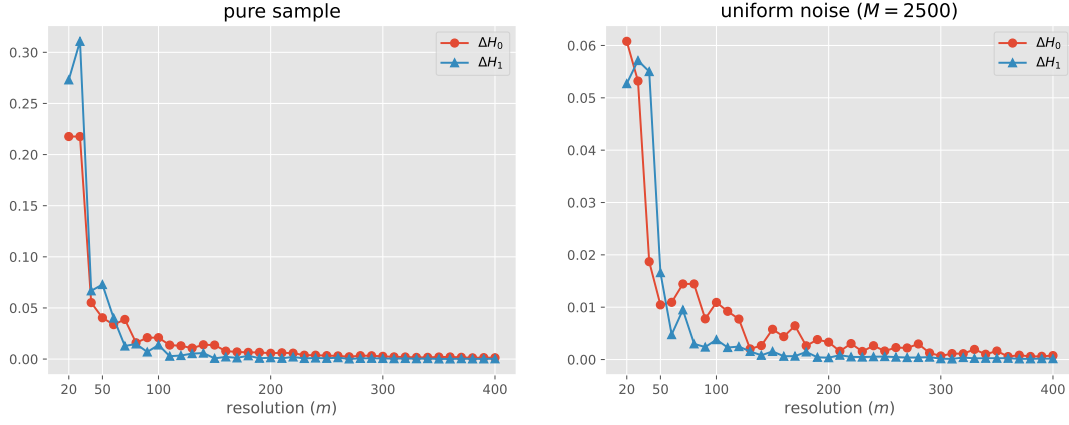 pure sample
0.30
0.25
0.20
0.15
0.10
0.05
0.00
20 50 100 200 300 400
resolution (m)
ΔH₀
ΔH₁
uniform noise (M = 2500)
0.06
0.05
0.04
0.03
0.02
0.01
0.00
20 50 100 200 300 400
resolution (m)
ΔH₀
ΔH₁